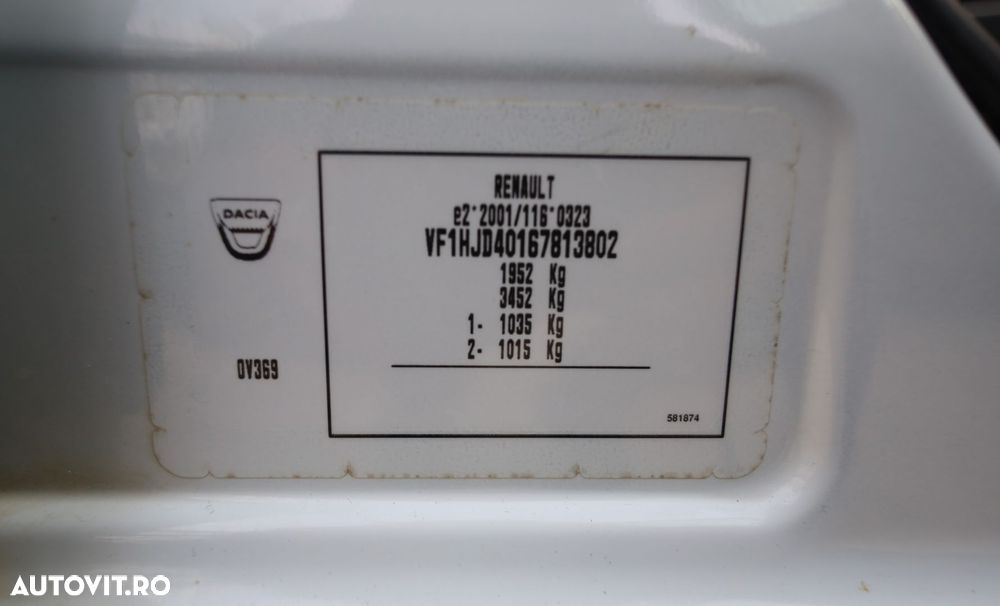 DACIA
OV369
RENAULT
e2*2001/116*0323
VF1HJD40167813802
1952 Kg
3452 Kg
1- 1035 Kg
2- 1015 Kg
581874
AUTOVIT.RO